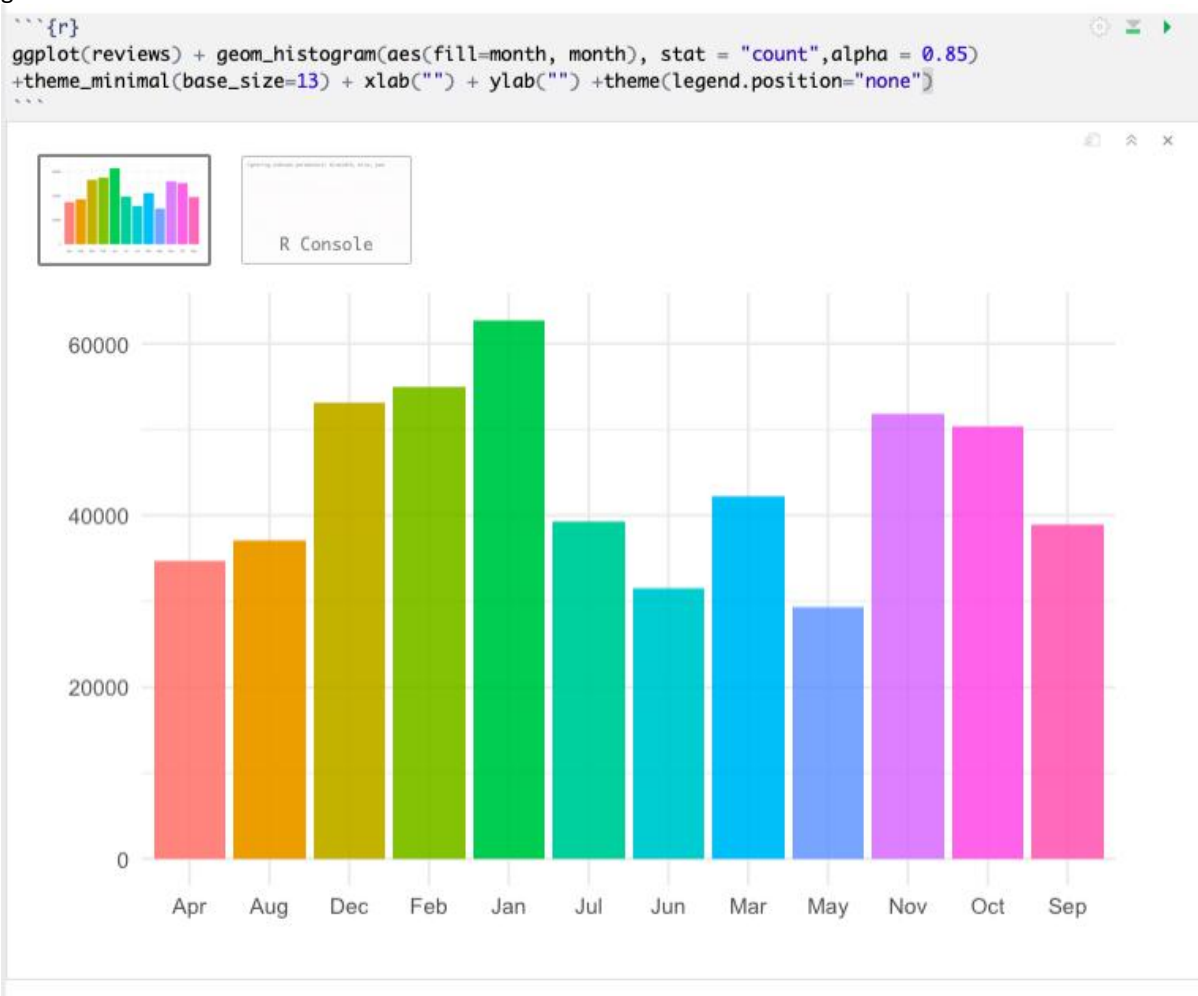 ```{r}
ggplot(reviews) + geom_histogram(aes(fill=month, month), stat = "count",alpha = 0.85)
+theme_minimal(base_size=13) + xlab("") + ylab("") +theme(legend.position="none")
```
R Console
60000
40000
20000
0
Apr Aug Dec Feb Jan Jul Jun Mar May Nov Oct Sep